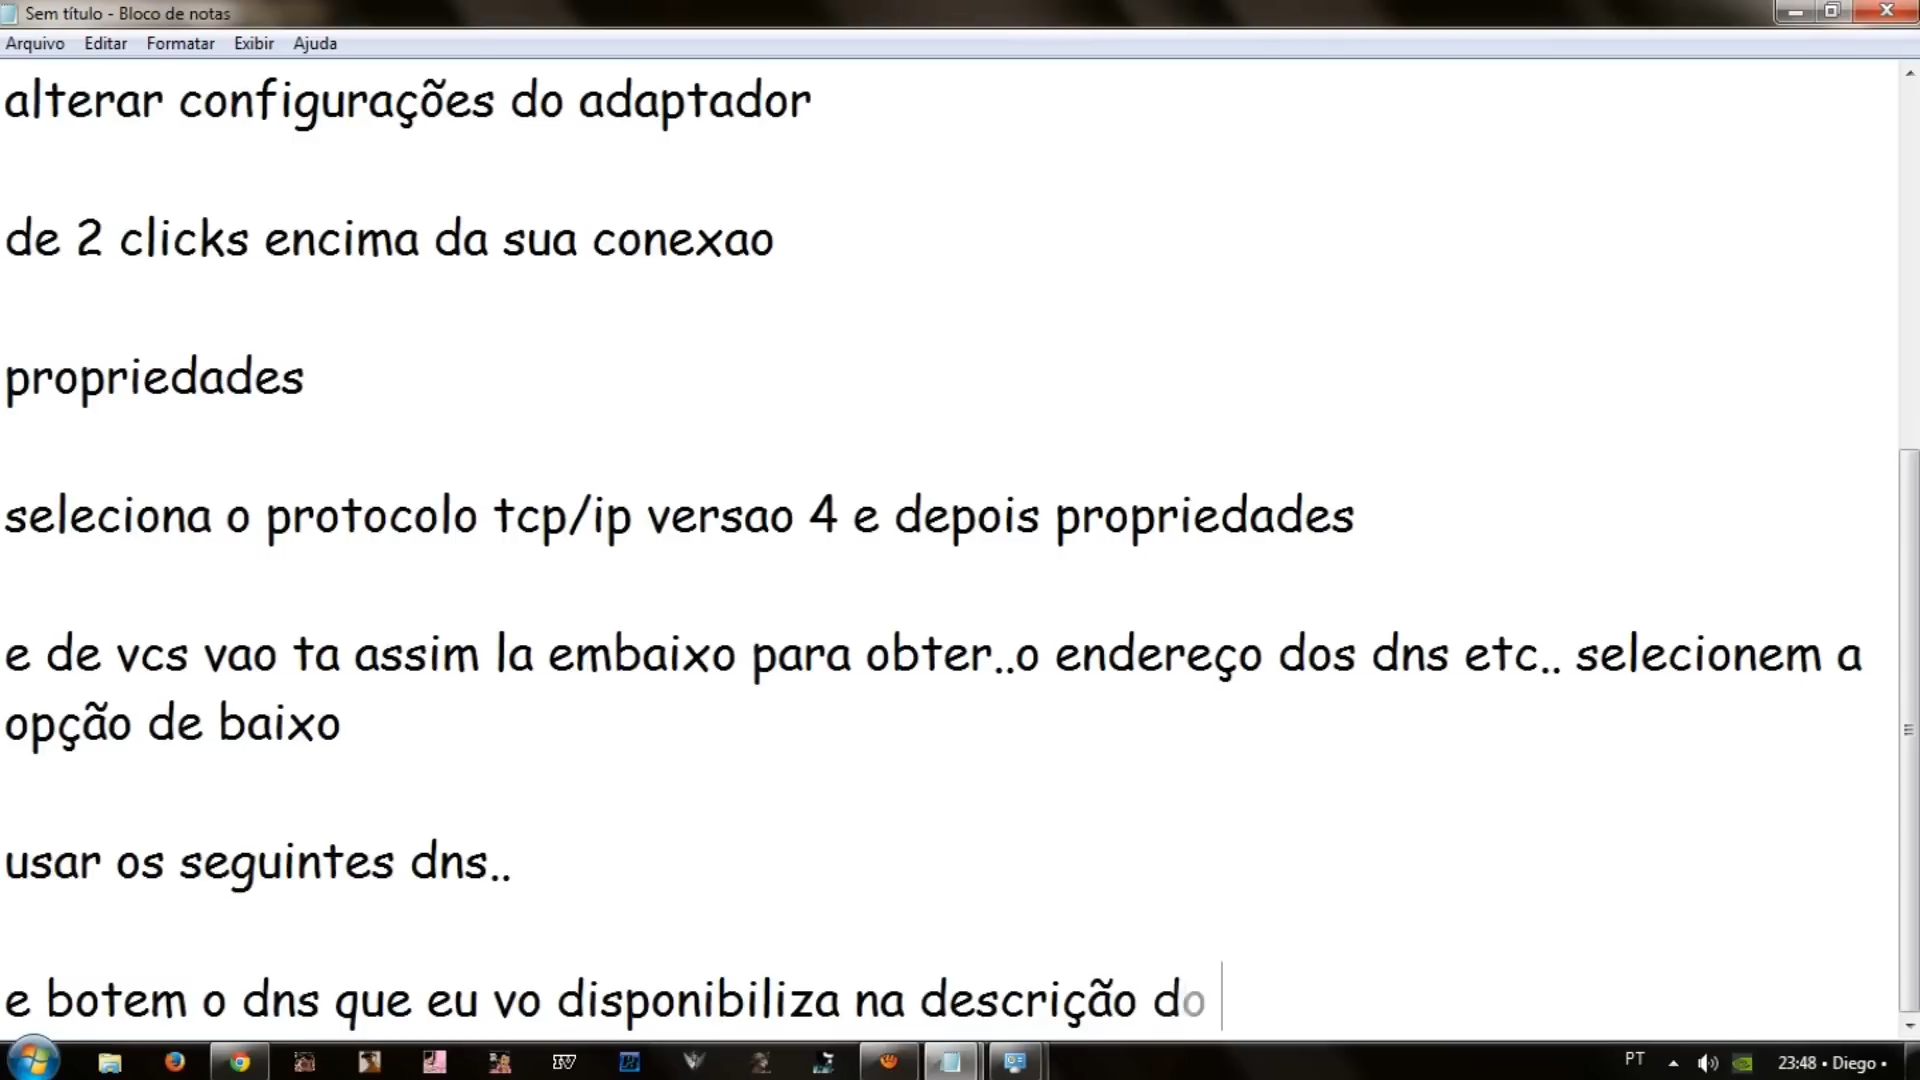 Sem título - Bloco de notas
Arquivo Editar Formatar Exibir Ajuda
alterar configurações do adaptador
de 2 clicks encima da sua conexao
propriedades
seleciona o protocolo tcp/ip versao 4 e depois propriedades
e de vcs vao ta assim la embaixo para obter..o endereço dos dns etc.. selecionem a
opção de baixo
usar os seguintes dns..
e botem o dns que eu vo disponibiliza na descrição do
IV PT 23:48 • Diego •